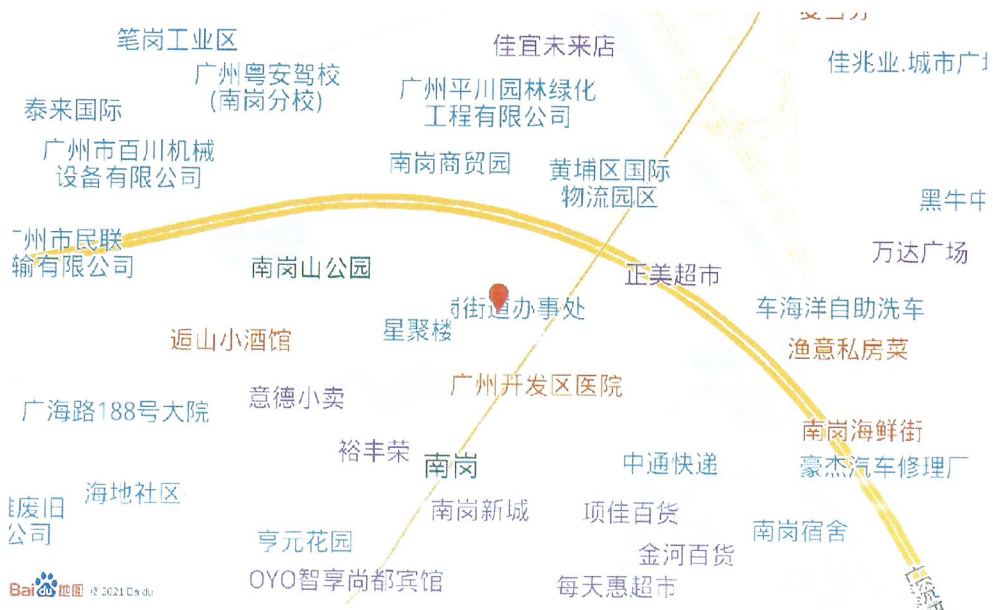 笔岗工业区
佳宜未来店
佳兆业.城市广
广州粤安驾校
(南岗分校)
广州平川园林绿化
工程有限公司
泰来国际
广州市百川机械
设备有限公司
南岗商贸园
黄埔区国际
物流园区
黑牛中
州市民联
输有限公司
万达广场
南岗山公园
正美超市
岗街道办事处
车海洋自助洗车
星聚楼
逅山小酒馆
渔意私房菜
广州开发区医院
意德小卖
广海路188号大院
南岗海鲜街
裕丰荣
南岗
中通快递
豪杰汽车修理厂
海地社区
废旧
公司
南岗新城
项佳百货
南岗宿舍
亨元花园
金河百货
OYO智享尚都宾馆
每天惠超市
Bai du 地图 © 2021 Baidu